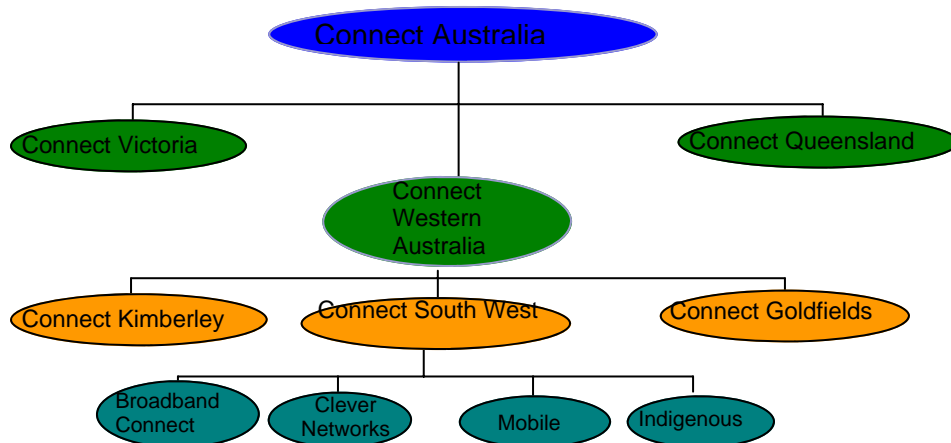 Connect Australia
Connect Victoria
Connect Queensland
Connect
Western
Australia
Connect Kimberley
Connect South West
Connect Goldfields
Broadband
Connect
Clever
Networks
Mobile
Indigenous